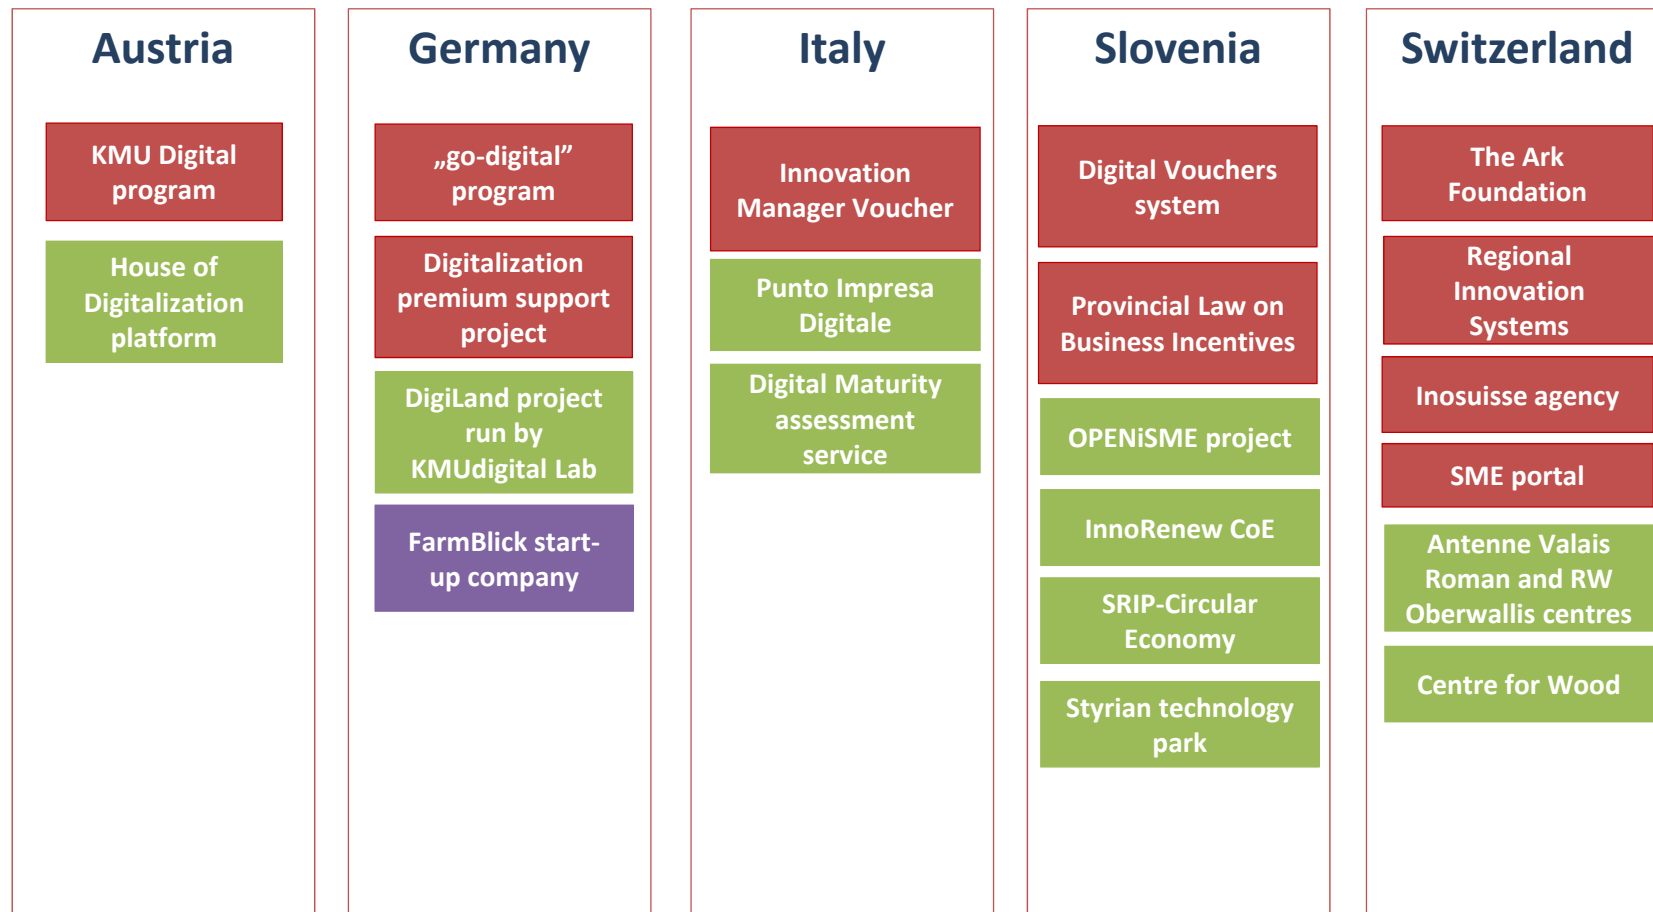 Austria
KMU Digital
program
House of
Digitalization
platform
Germany
„go-digital”
program
Digitalization
premium support
project
DigiLand project
run by
KMUdigital Lab
FarmBlick start-
up company
Italy
Innovation
Manager Voucher
Punto Impresa
Digitale
Digital Maturity
assessment
service
Slovenia
Digital Vouchers
system
Provincial Law on
Business Incentives
OPENiSME project
InnoRenew CoE
SRIP-Circular
Economy
Styrian technology
park
Switzerland
The Ark
Foundation
Regional
Innovation
Systems
Inosuisse agency
SME portal
Antenne Valais
Roman and RW
Oberwallis centres
Centre for Wood